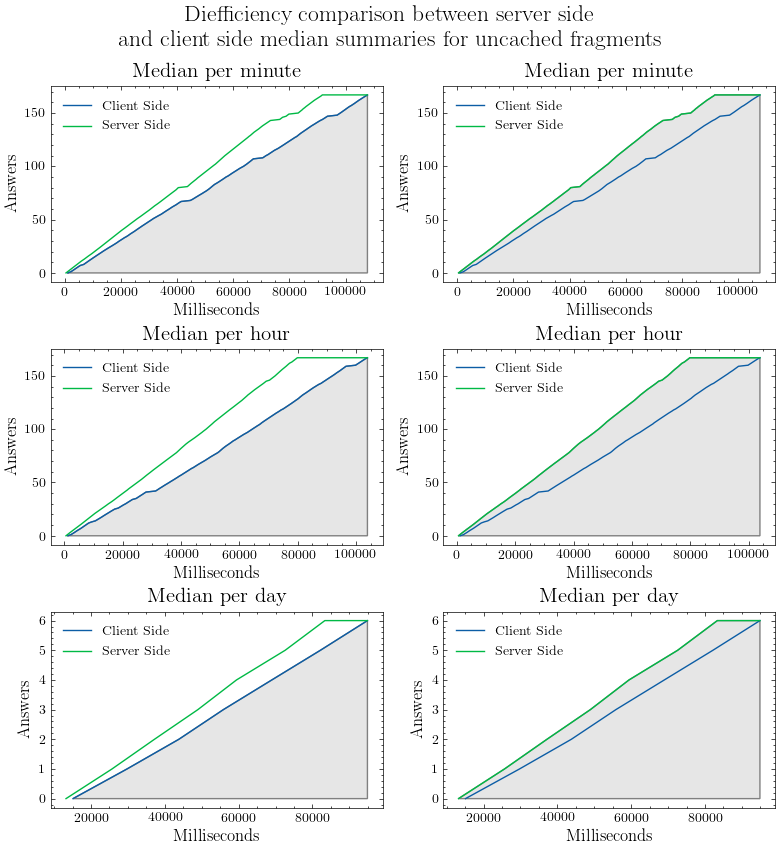 Diefficiency comparison between server side
and client side median summaries for uncached fragments
Median per minute
Client Side
Server Side
150
100
50
0
Answers
0 20000 40000 60000 80000 100000
Milliseconds
Median per minute
Client Side
Server Side
150
100
50
0
Answers
0 20000 40000 60000 80000 100000
Milliseconds
Median per hour
Client Side
Server Side
150
100
50
0
Answers
0 20000 40000 60000 80000 100000
Milliseconds
Median per hour
Client Side
Server Side
150
100
50
0
Answers
0 20000 40000 60000 80000 100000
Milliseconds
Median per day
Client Side
Server Side
6
5
4
3
2
1
0
Answers
20000 40000 60000 80000
Milliseconds
Median per day
Client Side
Server Side
6
5
4
3
2
1
0
Answers
20000 40000 60000 80000
Milliseconds